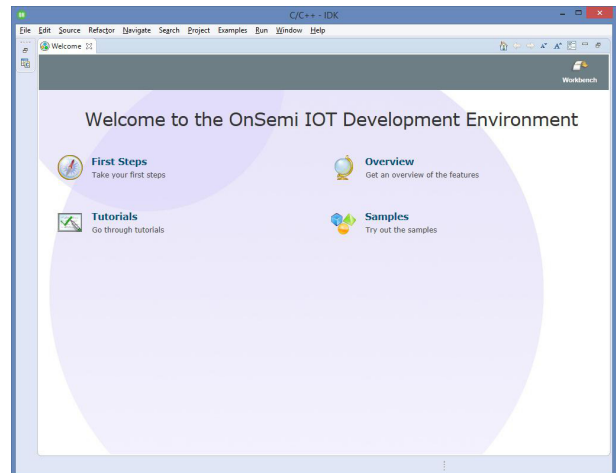 C/C++ - IDK
File Edit Source Refactor Navigate Search Project Examples Run Window Help
Welcome
Workbench
Welcome to the OnSemi IOT Development Environment
First Steps
Take your first steps
Overview
Get an overview of the features
Tutorials
Go through tutorials
Samples
Try out the samples